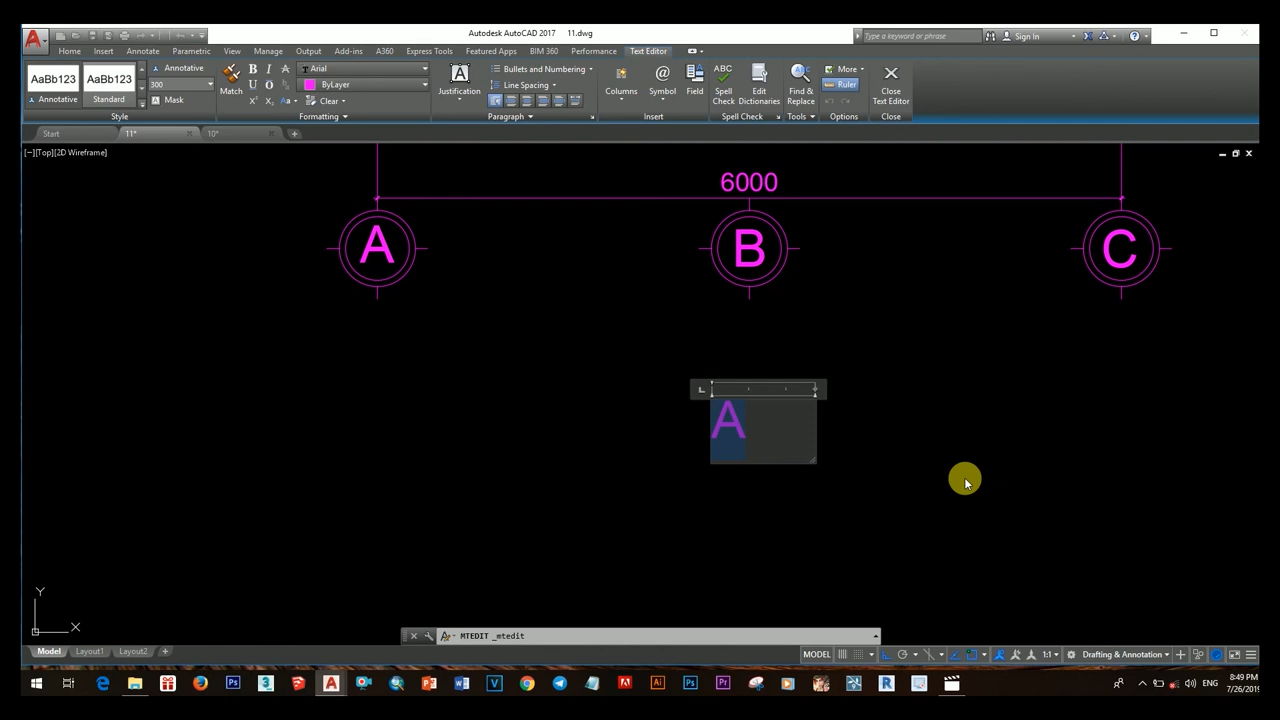 Autodesk AutoCAD 2017 11.dwg
Type a keyword or phrase
Sign In
Home Insert Annotate Parametric View Manage Output Add-ins A360 Express Tools Featured Apps BIM 360 Performance Text Editor
AaBb123 AaBb123 Annotative
Annotative Standard 300
Mask
Style
Match
B I A Arial
U O ByLayer
Clear
Formatting
Justification
Bullets and Numbering
Line Spacing
Paragraph
Columns Symbol Field
Insert
ABC
Spell Check
Edit Dictionaries
Spell Check
Find & Replace
Tools
More
Ruler
Options
Close Text Editor
Close
Start 11* 10*
[−][Top][2D Wireframe]
6000
A B C
A
Y
X
MTEDIT _mtedit
Model Layout1 Layout2 +
MODEL 1:1 Drafting & Annotation
ENG
8:49 PM
7/26/2019